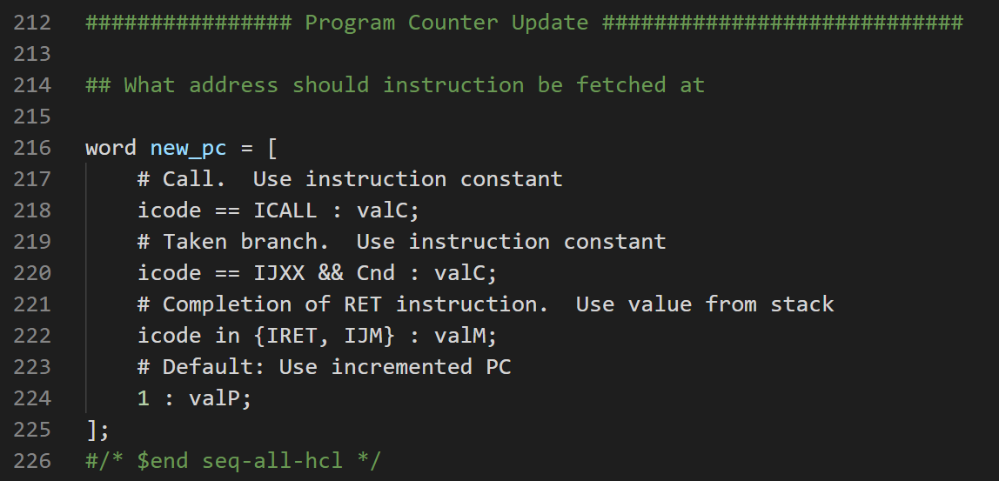 212 ################ Program Counter Update ############################
213
214 ## What address should instruction be fetched at
215
216 word new_pc = [
217     # Call.  Use instruction constant
218     icode == ICALL : valC;
219     # Taken branch.  Use instruction constant
220     icode == IJXX && Cnd : valC;
221     # Completion of RET instruction.  Use value from stack
222     icode in {IRET, IJM} : valM;
223     # Default: Use incremented PC
224     1 : valP;
225 ];
226 #/* $end seq-all-hcl */